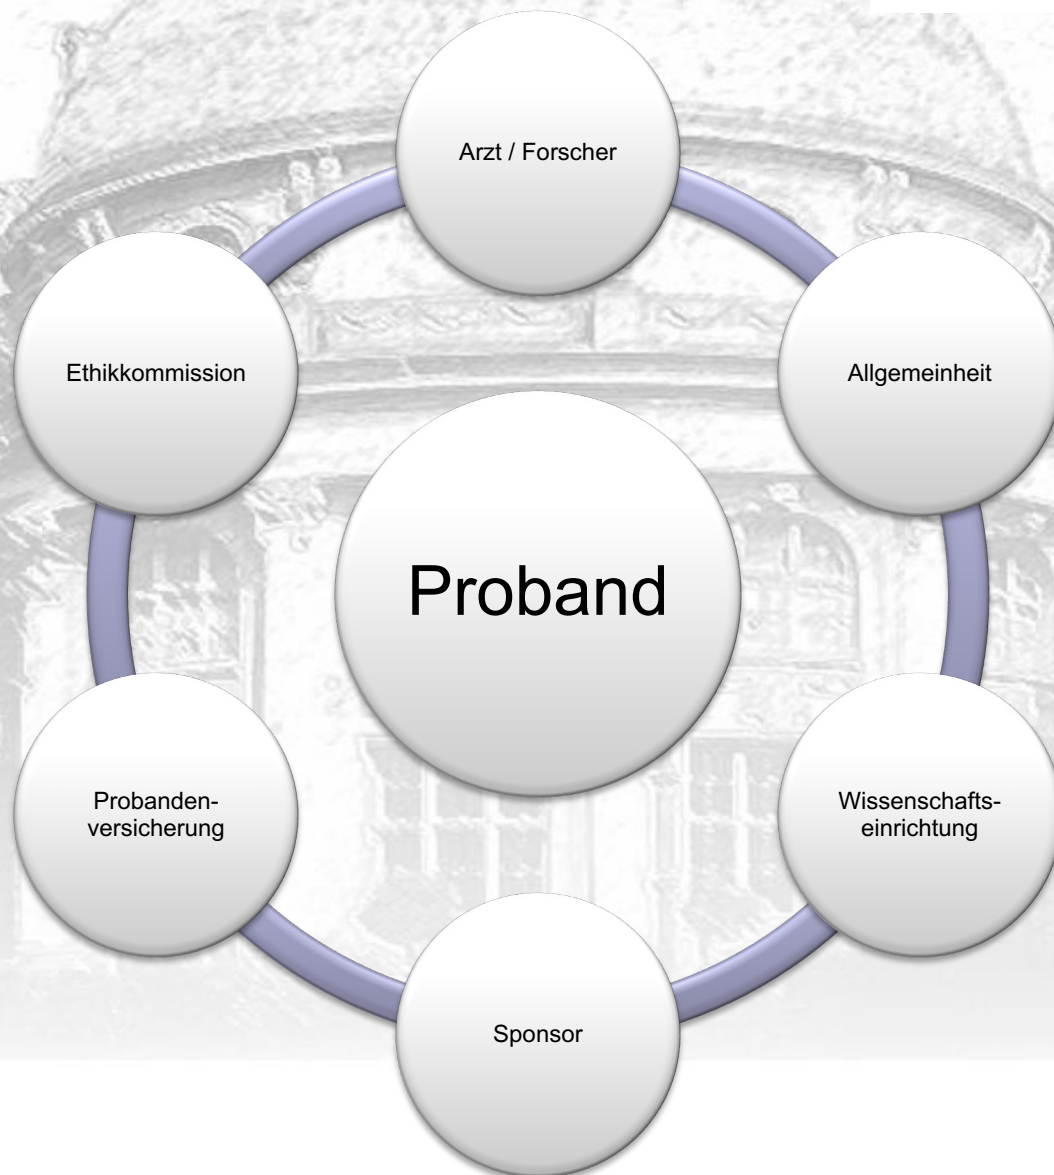 Arzt / Forscher
Ethikkommission
Allgemeinheit
Proband
Probanden-
versicherung
Wissenschafts-
einrichtung
Sponsor